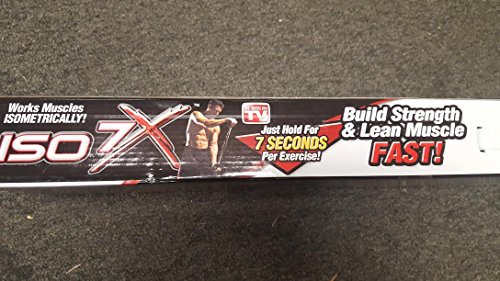 Works Muscles
ISOMETRICALLY!
ISO 7X
TM
AS SEEN ON
TV
Just Hold For
7 SECONDS
Per Exercise!
Build Strength
& Lean Muscle
FAST!